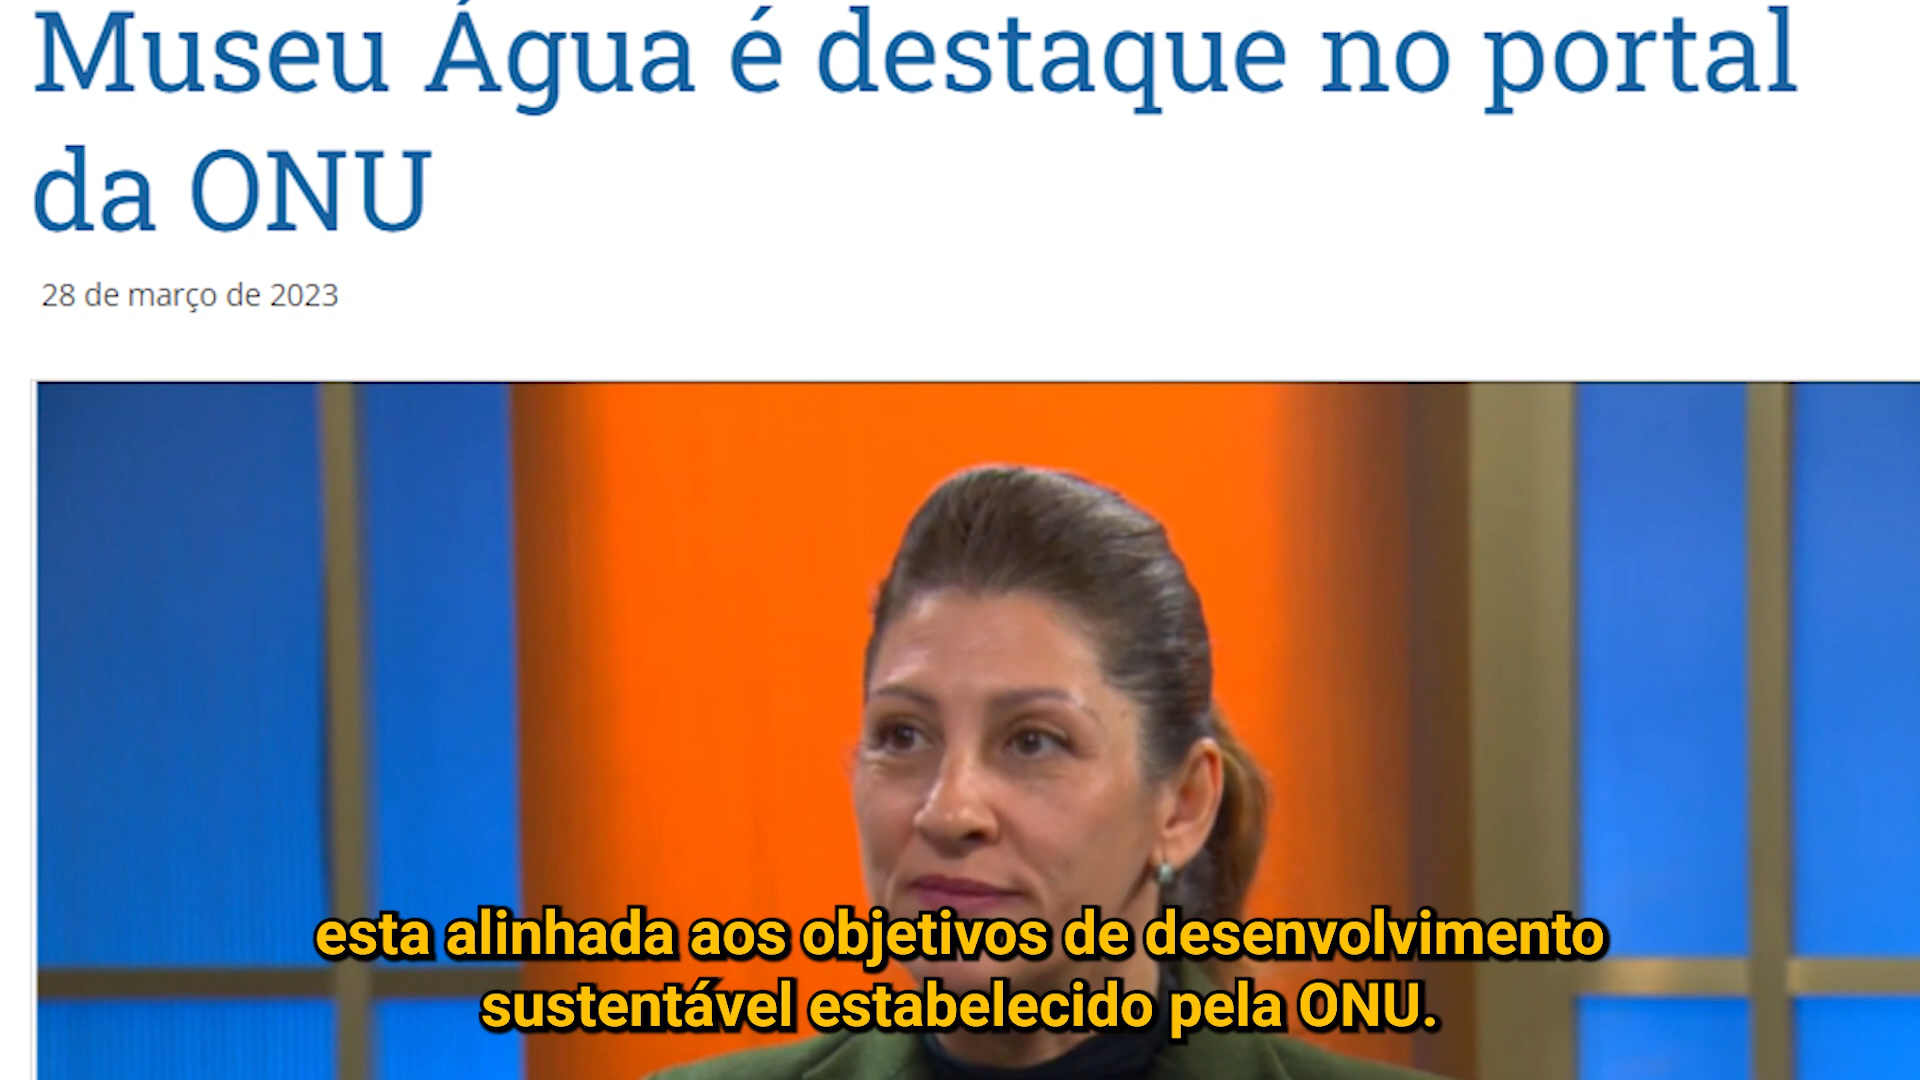 Museu Água é destaque no portal
da ONU
28 de março de 2023
esta alinhada aos objetivos de desenvolvimento
sustentável estabelecido pela ONU.